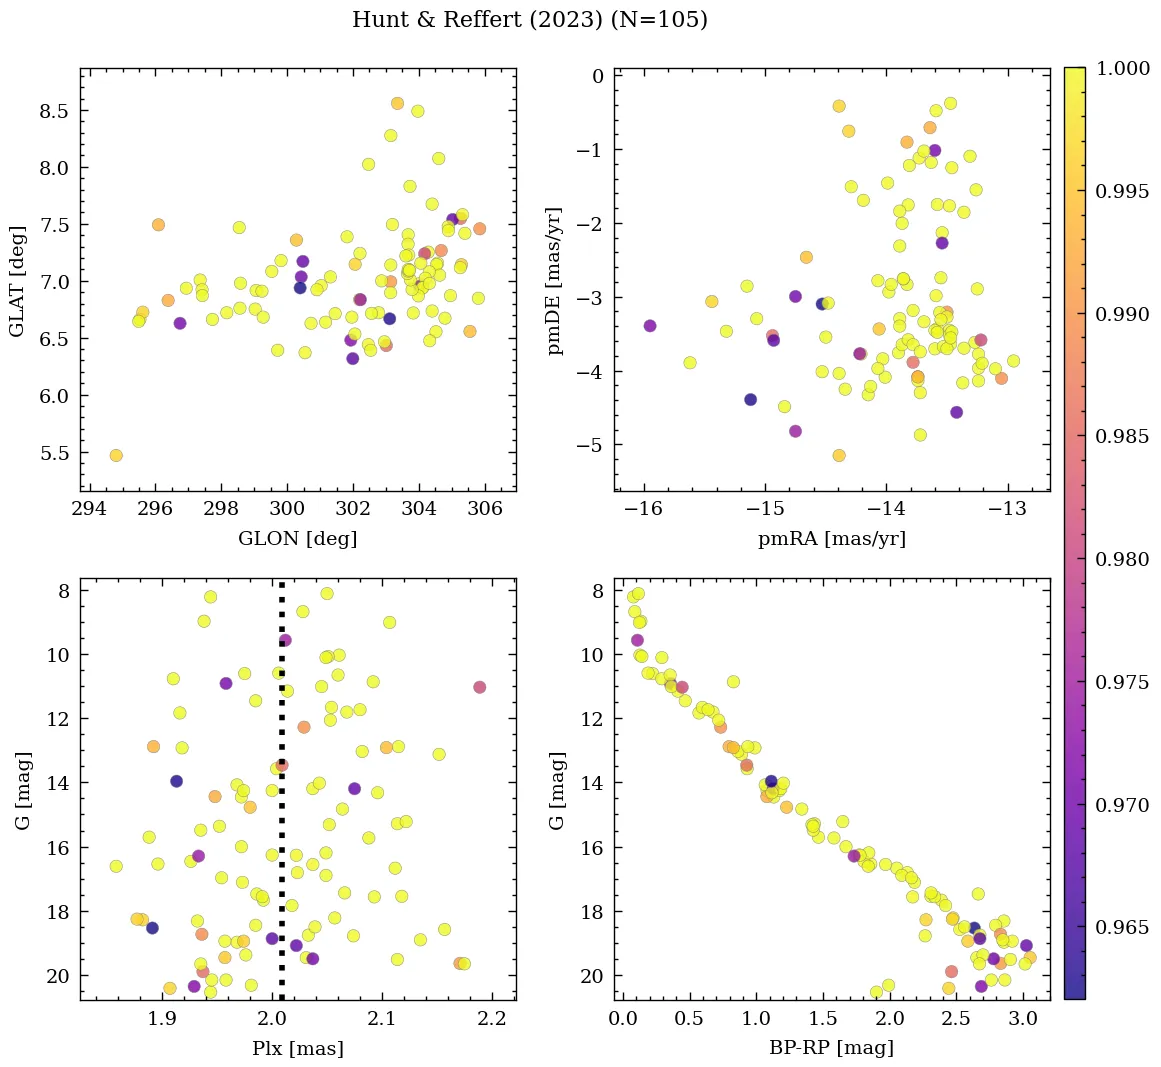 Hunt & Reffert (2023) (N=105)
GLAT [deg]
8.5
8.0
7.5
7.0
6.5
6.0
5.5
294 296 298 300 302 304 306
GLON [deg]
pmDE [mas/yr]
0
−1
−2
−3
−4
−5
−16 −15 −14 −13
pmRA [mas/yr]
G [mag]
8
10
12
14
16
18
20
1.9 2.0 2.1 2.2
Plx [mas]
G [mag]
8
10
12
14
16
18
20
0.0 0.5 1.0 1.5 2.0 2.5 3.0
BP-RP [mag]
1.000
0.995
0.990
0.985
0.980
0.975
0.970
0.965